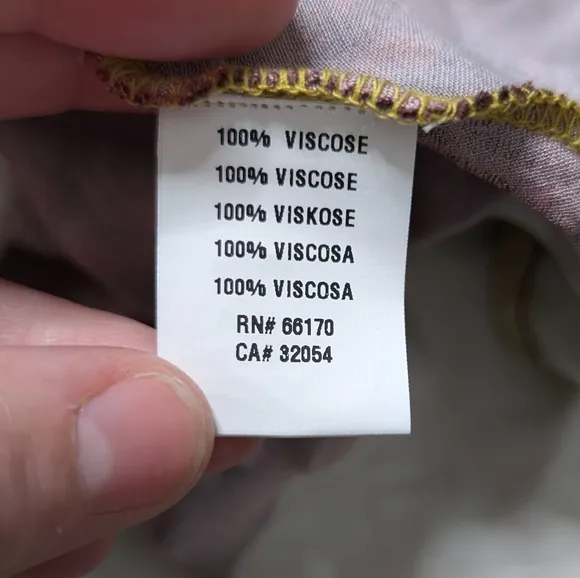 100% VISCOSE
100% VISCOSE
100% VISKOSE
100% VISCOSA
100% VISCOSA
RN# 66170
CA# 32054